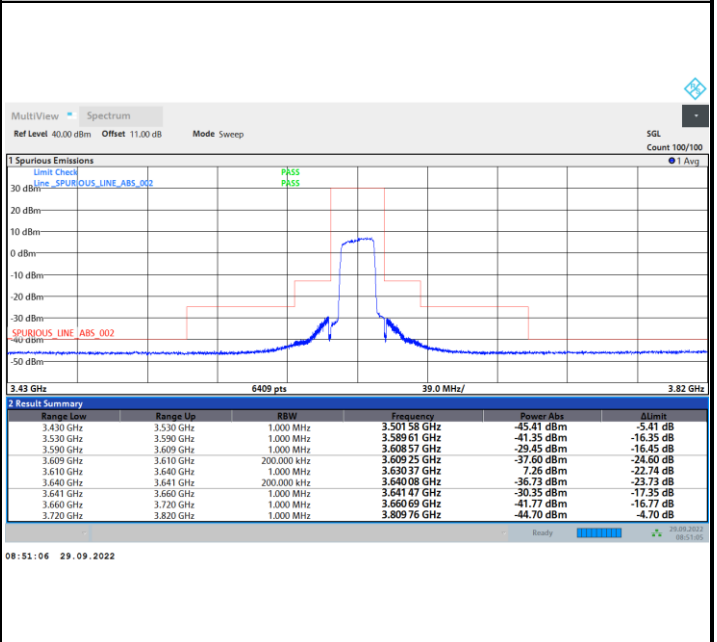 MultiView Spectrum
Ref Level 40.00 dBm Offset 11.00 dB Mode Sweep SGL
Count 100/100
1 Spurious Emissions 1 Avg
Limit Check PASS
Line _SPURIOUS_LINE_ABS_002 PASS
30 dBm
20 dBm
10 dBm
0 dBm
-10 dBm
-20 dBm
-30 dBm
_SPURIOUS_LINE_ABS_002
-40 dBm
-50 dBm
3.43 GHz 6409 pts 39.0 MHz/ 3.82 GHz
2 Result Summary
Range Low Range Up RBW Frequency Power Abs ΔLimit
3.430 GHz 3.530 GHz 1.000 MHz 3.501 58 GHz -45.41 dBm -5.41 dB
3.530 GHz 3.590 GHz 1.000 MHz 3.589 61 GHz -41.35 dBm -16.35 dB
3.590 GHz 3.609 GHz 1.000 MHz 3.608 57 GHz -29.45 dBm -16.45 dB
3.609 GHz 3.610 GHz 200.000 kHz 3.609 25 GHz -37.60 dBm -24.60 dB
3.610 GHz 3.640 GHz 1.000 MHz 3.630 37 GHz 7.26 dBm -22.74 dB
3.640 GHz 3.641 GHz 200.000 kHz 3.640 08 GHz -36.73 dBm -23.73 dB
3.641 GHz 3.660 GHz 1.000 MHz 3.641 47 GHz -30.35 dBm -17.35 dB
3.660 GHz 3.720 GHz 1.000 MHz 3.660 69 GHz -41.77 dBm -16.77 dB
3.720 GHz 3.820 GHz 1.000 MHz 3.809 76 GHz -44.70 dBm -4.70 dB
Ready 29.09.2022
08:51:05
08:51:06 29.09.2022